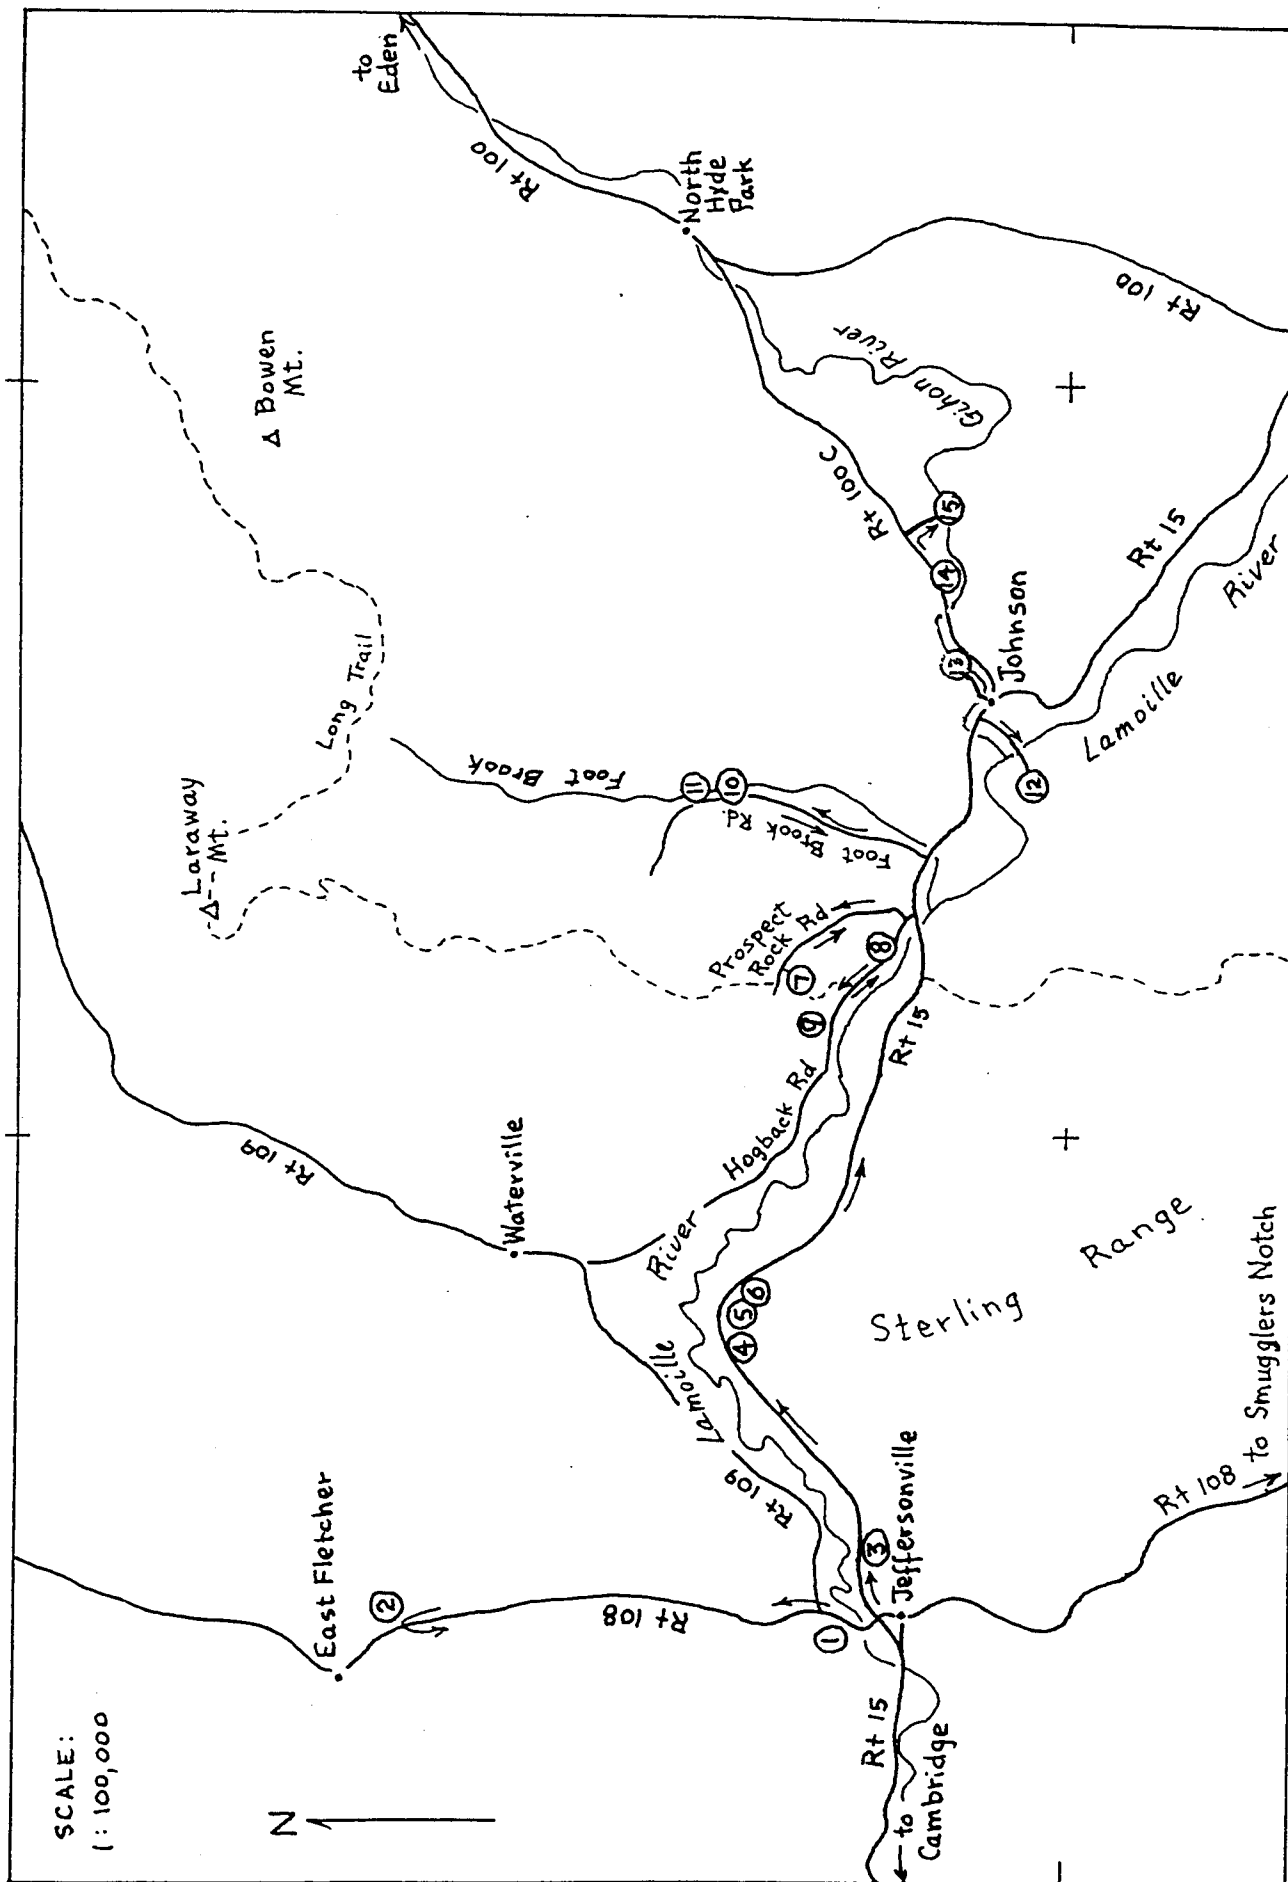 SCALE:
1:100,000
N
to
Eden
Rt 100
North
Hyde
Park
Δ Bowen
Mt.
Laraway
Mt.
Long Trail
Rt 109
Waterville
East Fletcher
2
Rt 108
Foot Brook
11
10
Foot Brook Rd.
Prospect
Rock Rd
7
8
9
Hogback Rd
Rt 100C
Gihon River
Rt 100
15
14
13
Johnson
12
Rt 15
Lamoille River
Rt 15
Lamoille River
Rt 109
4
5
6
1
3
Jeffersonville
Sterling Range
Rt 15
to
Cambridge
Rt 108
to Smugglers Notch